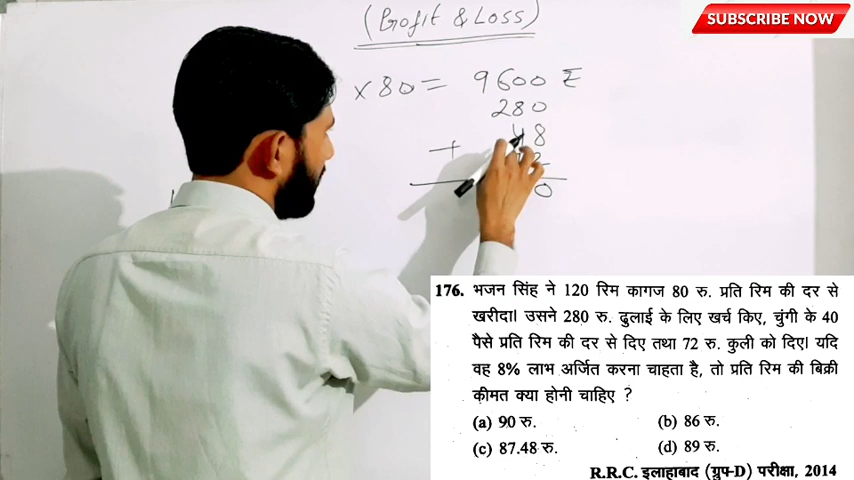 SUBSCRIBE NOW
(Profit & Loss)
x 80 = 9600 ₹
280
48
+
0
176. भजन सिंह ने 120 रिम कागज 80 रु. प्रति रिम की दर से
खरीदा। उसने 280 रु. ढुलाई के लिए खर्च किए, चुंगी के 40
पैसे प्रति रिम की दर से दिए तथा 72 रु. कुली को दिए। यदि
वह 8% लाभ अर्जित करना चाहता है, तो प्रति रिम की बिक्री
कीमत क्या होनी चाहिए ?
(a) 90 रु. (b) 86 रु.
(c) 87.48 रु. (d) 89 रु.
R.R.C. इलाहाबाद (ग्रुप-D) परीक्षा, 2014